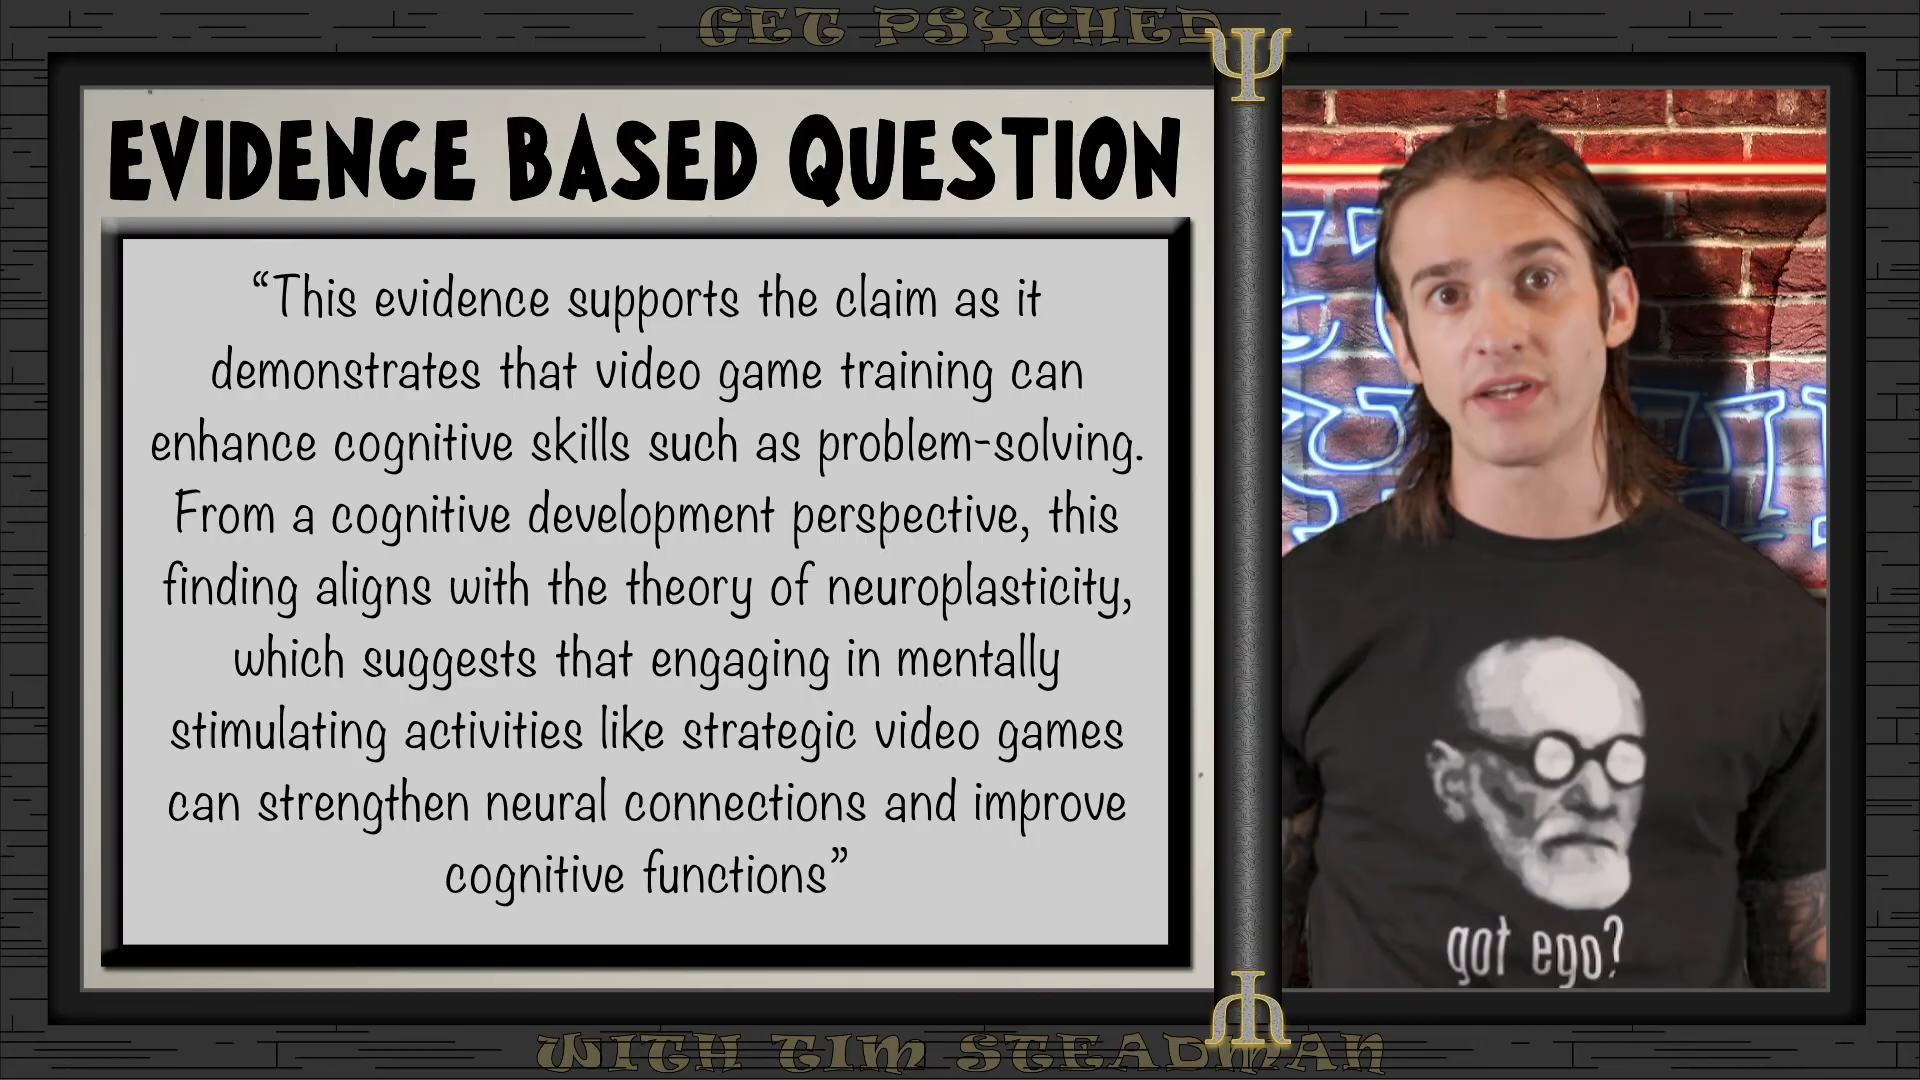 GET PSYCHED
EVIDENCE BASED QUESTION
“This evidence supports the claim as it
demonstrates that video game training can
enhance cognitive skills such as problem-solving.
From a cognitive development perspective, this
finding aligns with the theory of neuroplasticity,
which suggests that engaging in mentally
stimulating activities like strategic video games
can strengthen neural connections and improve
cognitive functions”
got ego?
WITH TIM STEADMAN